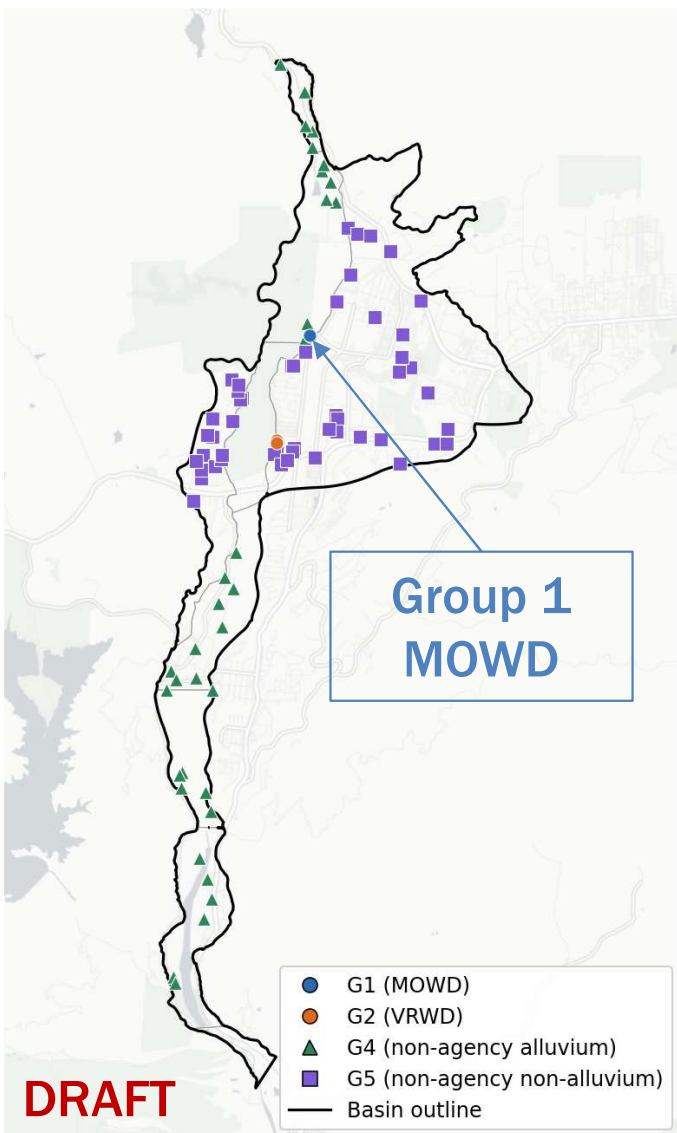 Group 1
MOWD
G1 (MOWD)
G2 (VRWD)
G4 (non-agency alluvium)
G5 (non-agency non-alluvium)
Basin outline
DRAFT